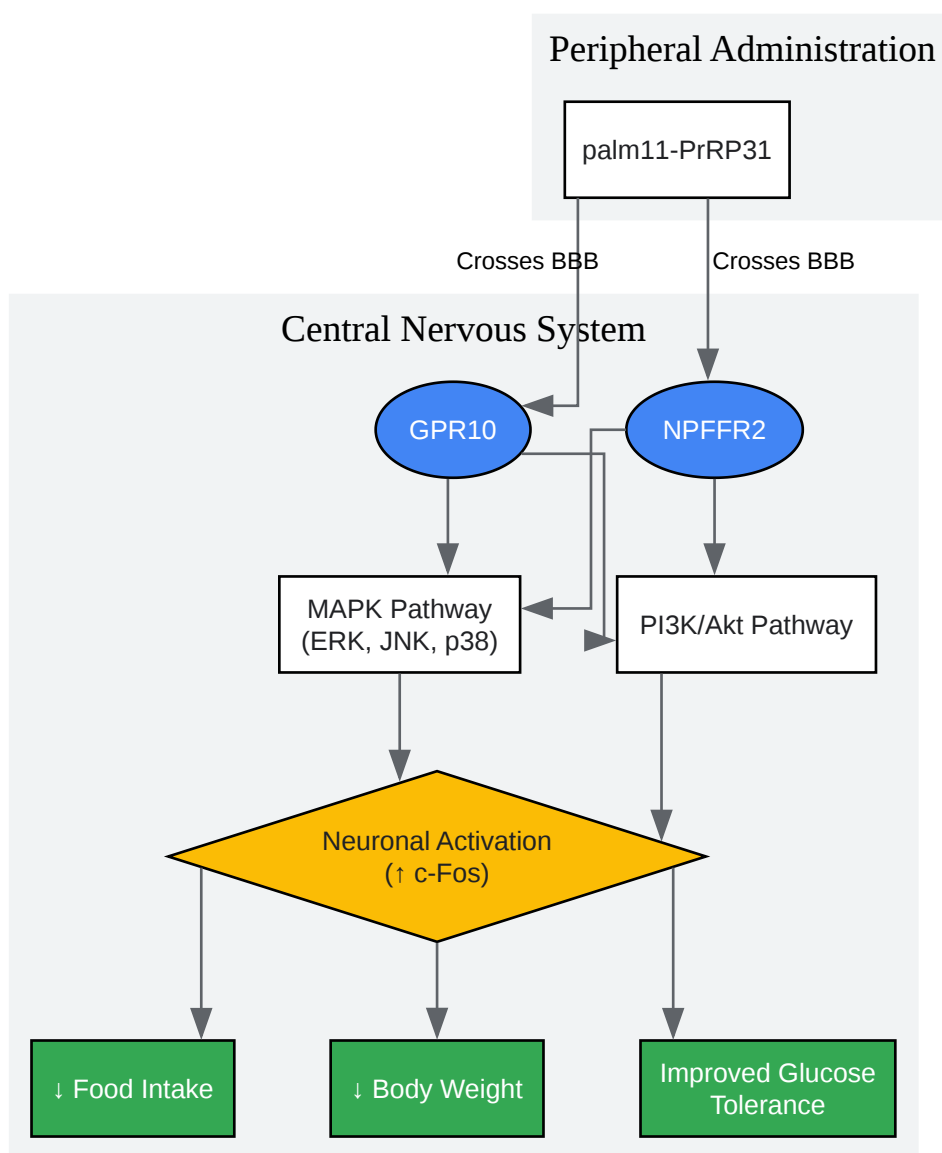 Peripheral Administration
palm11-PrRP31
Crosses BBB
Crosses BBB
Central Nervous System
GPR10
NPFFR2
MAPK Pathway
(ERK, JNK, p38)
PI3K/Akt Pathway
Neuronal Activation
(↑ c-Fos)
↓ Food Intake
↓ Body Weight
Improved Glucose
Tolerance